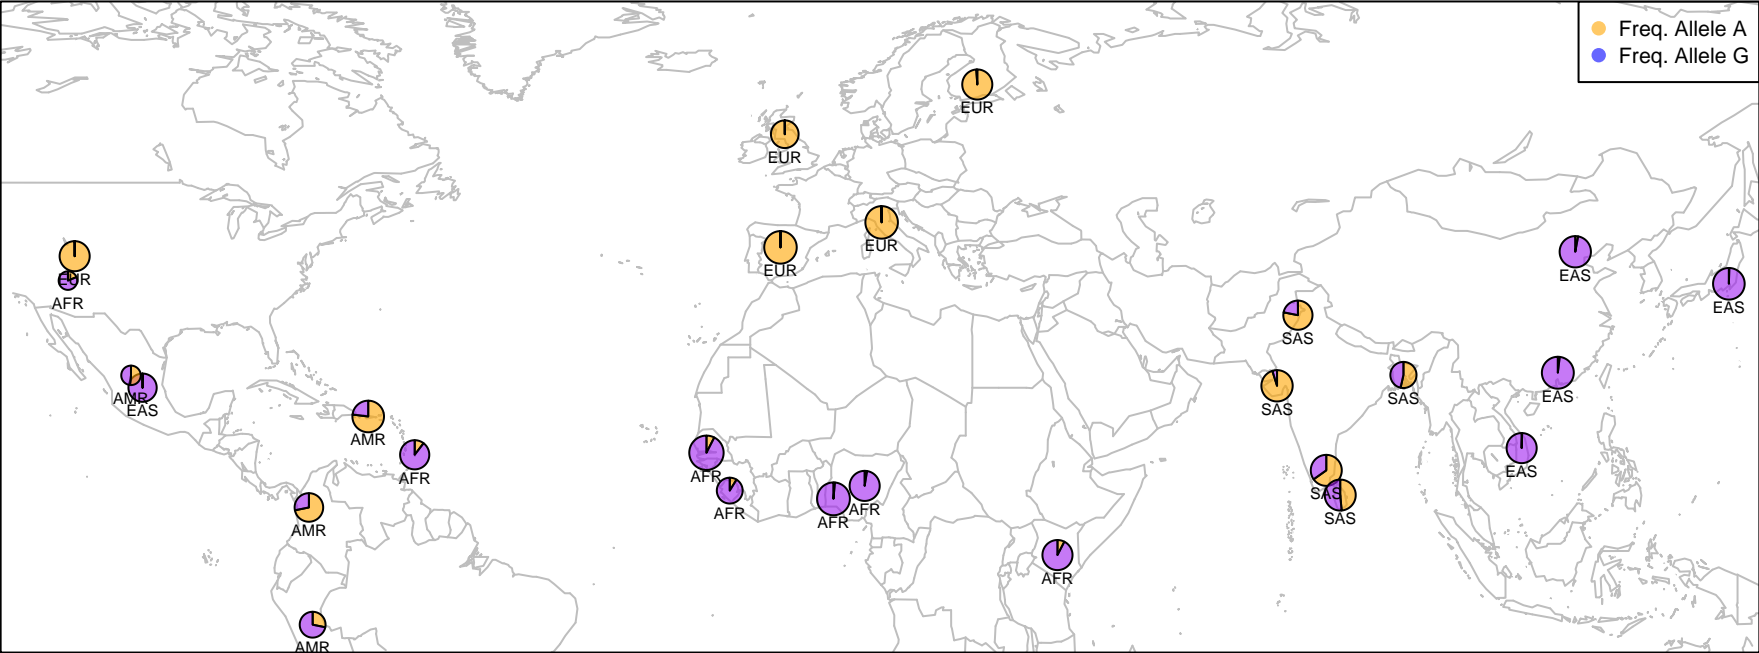 Freq. Allele A
Freq. Allele G
EUR
EUR
EUR
EUR
EUR
AFR
EAS
EAS
SAS
AMR
EAS
SAS
SAS
EAS
AMR
AFR
AFR
EAS
SAS
SAS
AFR
AFR
AFR
AMR
AFR
AMR